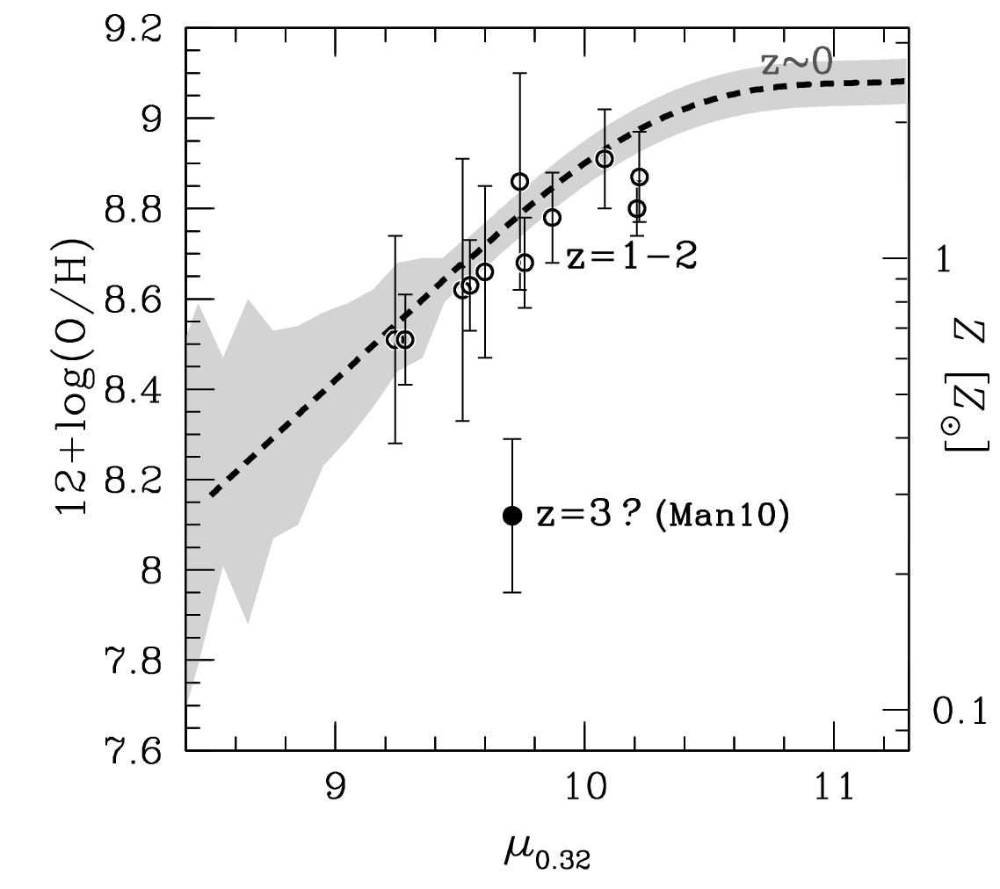 9.2
9
8.8
8.6
8.4
8.2
8
7.8
7.6
12+log(O/H)
z~0
z=1-2
z=3? (Man10)
1
0.1
Z [Z☉]
9
10
11
μ0.32